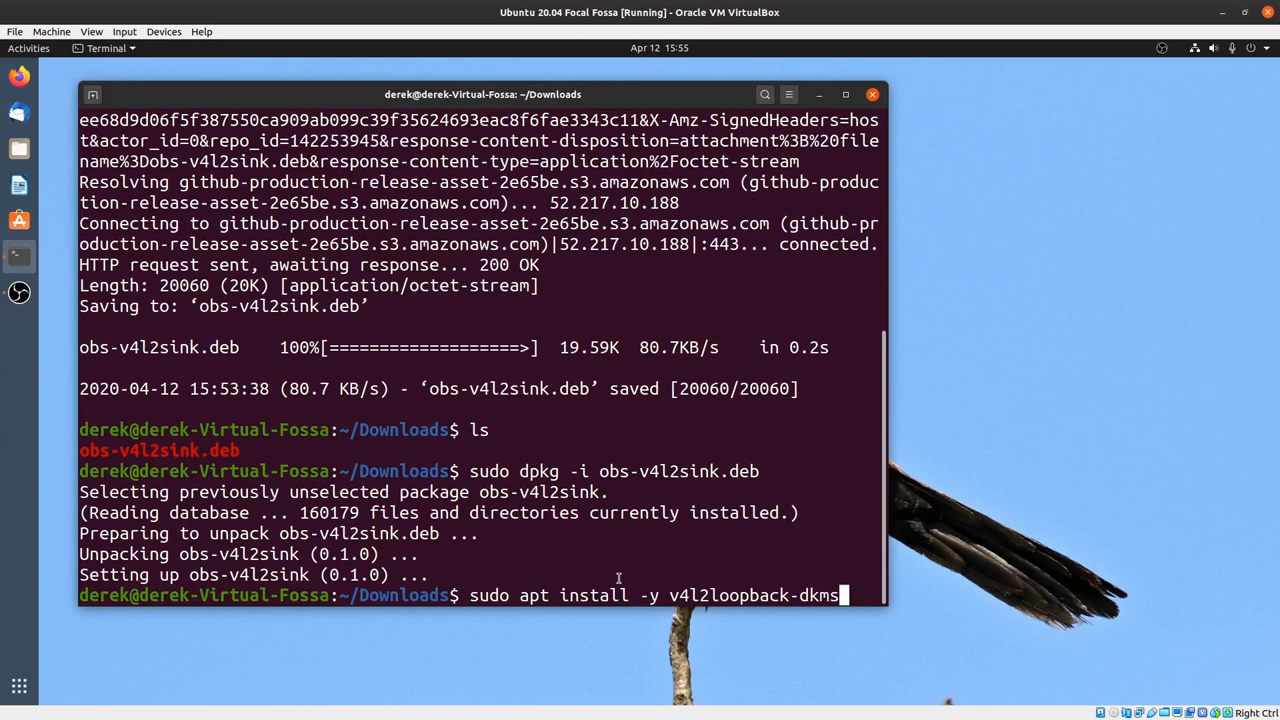 Ubuntu 20.04 Focal Fossa [Running] - Oracle VM VirtualBox
File Machine View Input Devices Help
Activities Terminal Apr 12 15:55
derek@derek-Virtual-Fossa: ~/Downloads
ee68d9d06f5f387550ca909ab099c39f35624693eac8f6fae3343c11&X-Amz-SignedHeaders=hos
t&actor_id=0&repo_id=142253945&response-content-disposition=attachment%3B%20file
name%3Dobs-v4l2sink.deb&response-content-type=application%2Foctet-stream
Resolving github-production-release-asset-2e65be.s3.amazonaws.com (github-produc
tion-release-asset-2e65be.s3.amazonaws.com)... 52.217.10.188
Connecting to github-production-release-asset-2e65be.s3.amazonaws.com (github-pr
oduction-release-asset-2e65be.s3.amazonaws.com)|52.217.10.188|:443... connected.
HTTP request sent, awaiting response... 200 OK
Length: 20060 (20K) [application/octet-stream]
Saving to: ‘obs-v4l2sink.deb’
obs-v4l2sink.deb 100%[===================>] 19.59K 80.7KB/s in 0.2s
2020-04-12 15:53:38 (80.7 KB/s) - ‘obs-v4l2sink.deb’ saved [20060/20060]
derek@derek-Virtual-Fossa:~/Downloads$ ls
obs-v4l2sink.deb
derek@derek-Virtual-Fossa:~/Downloads$ sudo dpkg -i obs-v4l2sink.deb
Selecting previously unselected package obs-v4l2sink.
(Reading database ... 160179 files and directories currently installed.)
Preparing to unpack obs-v4l2sink.deb ...
Unpacking obs-v4l2sink (0.1.0) ...
Setting up obs-v4l2sink (0.1.0) ...
derek@derek-Virtual-Fossa:~/Downloads$ sudo apt install -y v4l2loopback-dkms
Right Ctrl